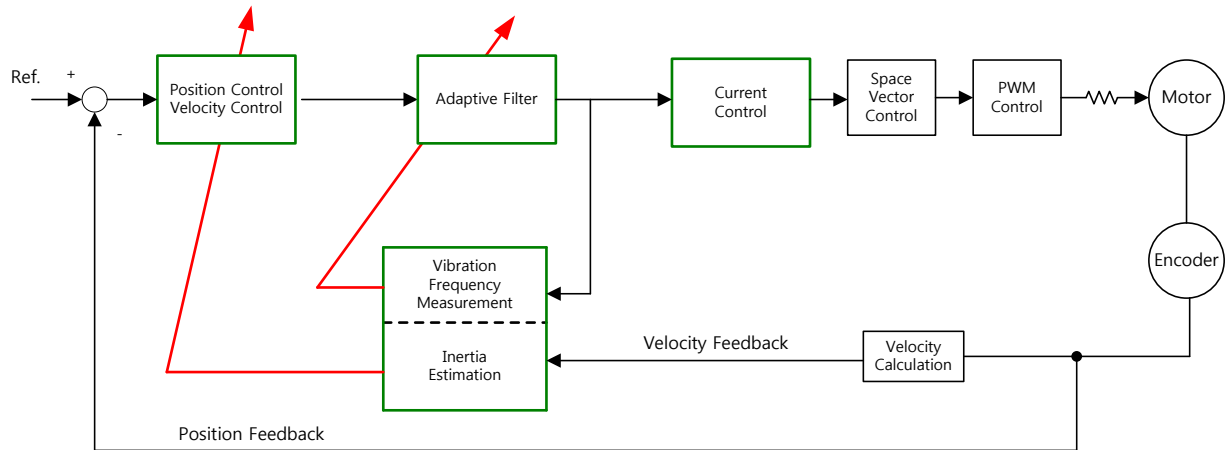 Ref.
+
-
Position Control
Velocity Control
Adaptive Filter
Current
Control
Space
Vector
Control
PWM
Control
Motor
Encoder
Vibration
Frequency
Measurement
Inertia
Estimation
Velocity Feedback
Velocity
Calculation
Position Feedback